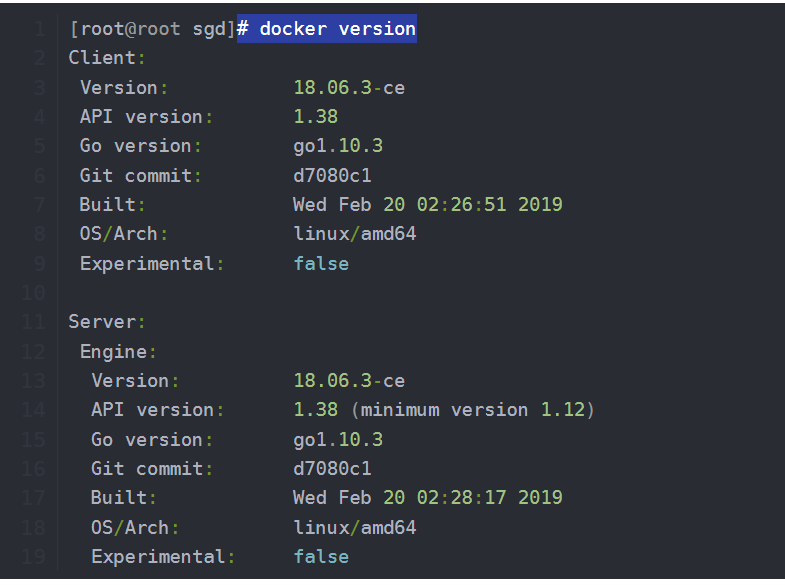 1 [root@root sgd]# docker version
2 Client:
3 Version: 18.06.3-ce
4 API version: 1.38
5 Go version: go1.10.3
6 Git commit: d7080c1
7 Built: Wed Feb 20 02:26:51 2019
8 OS/Arch: linux/amd64
9 Experimental: false
10
11 Server:
12 Engine:
13 Version: 18.06.3-ce
14 API version: 1.38 (minimum version 1.12)
15 Go version: go1.10.3
16 Git commit: d7080c1
17 Built: Wed Feb 20 02:28:17 2019
18 OS/Arch: linux/amd64
19 Experimental: false